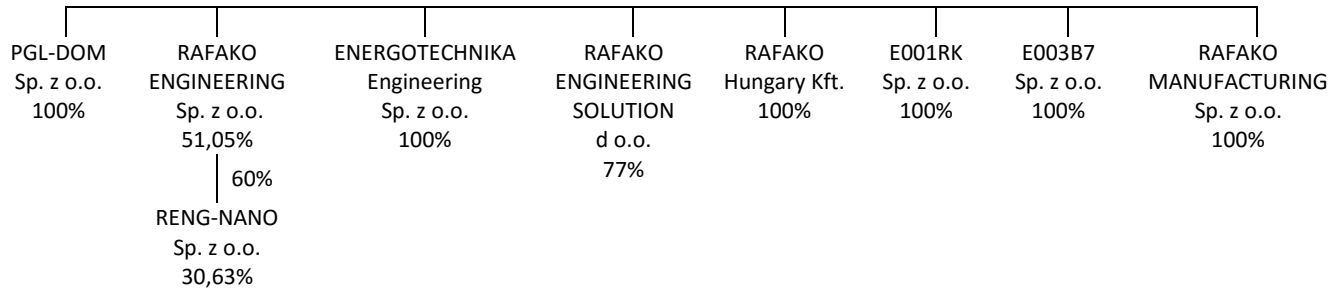 PGL-DOM
Sp. z o.o.
100%
RAFAKO
ENGINEERING
Sp. z o.o.
51,05%
60%
RENG-NANO
Sp. z o.o.
30,63%
ENERGOTECHNIKA
Engineering
Sp. z o.o.
100%
RAFAKO
ENGINEERING
SOLUTION
d o.o.
77%
RAFAKO
Hungary Kft.
100%
E001RK
Sp. z o.o.
100%
E003B7
Sp. z o.o.
100%
RAFAKO
MANUFACTURING
Sp. z o.o.
100%